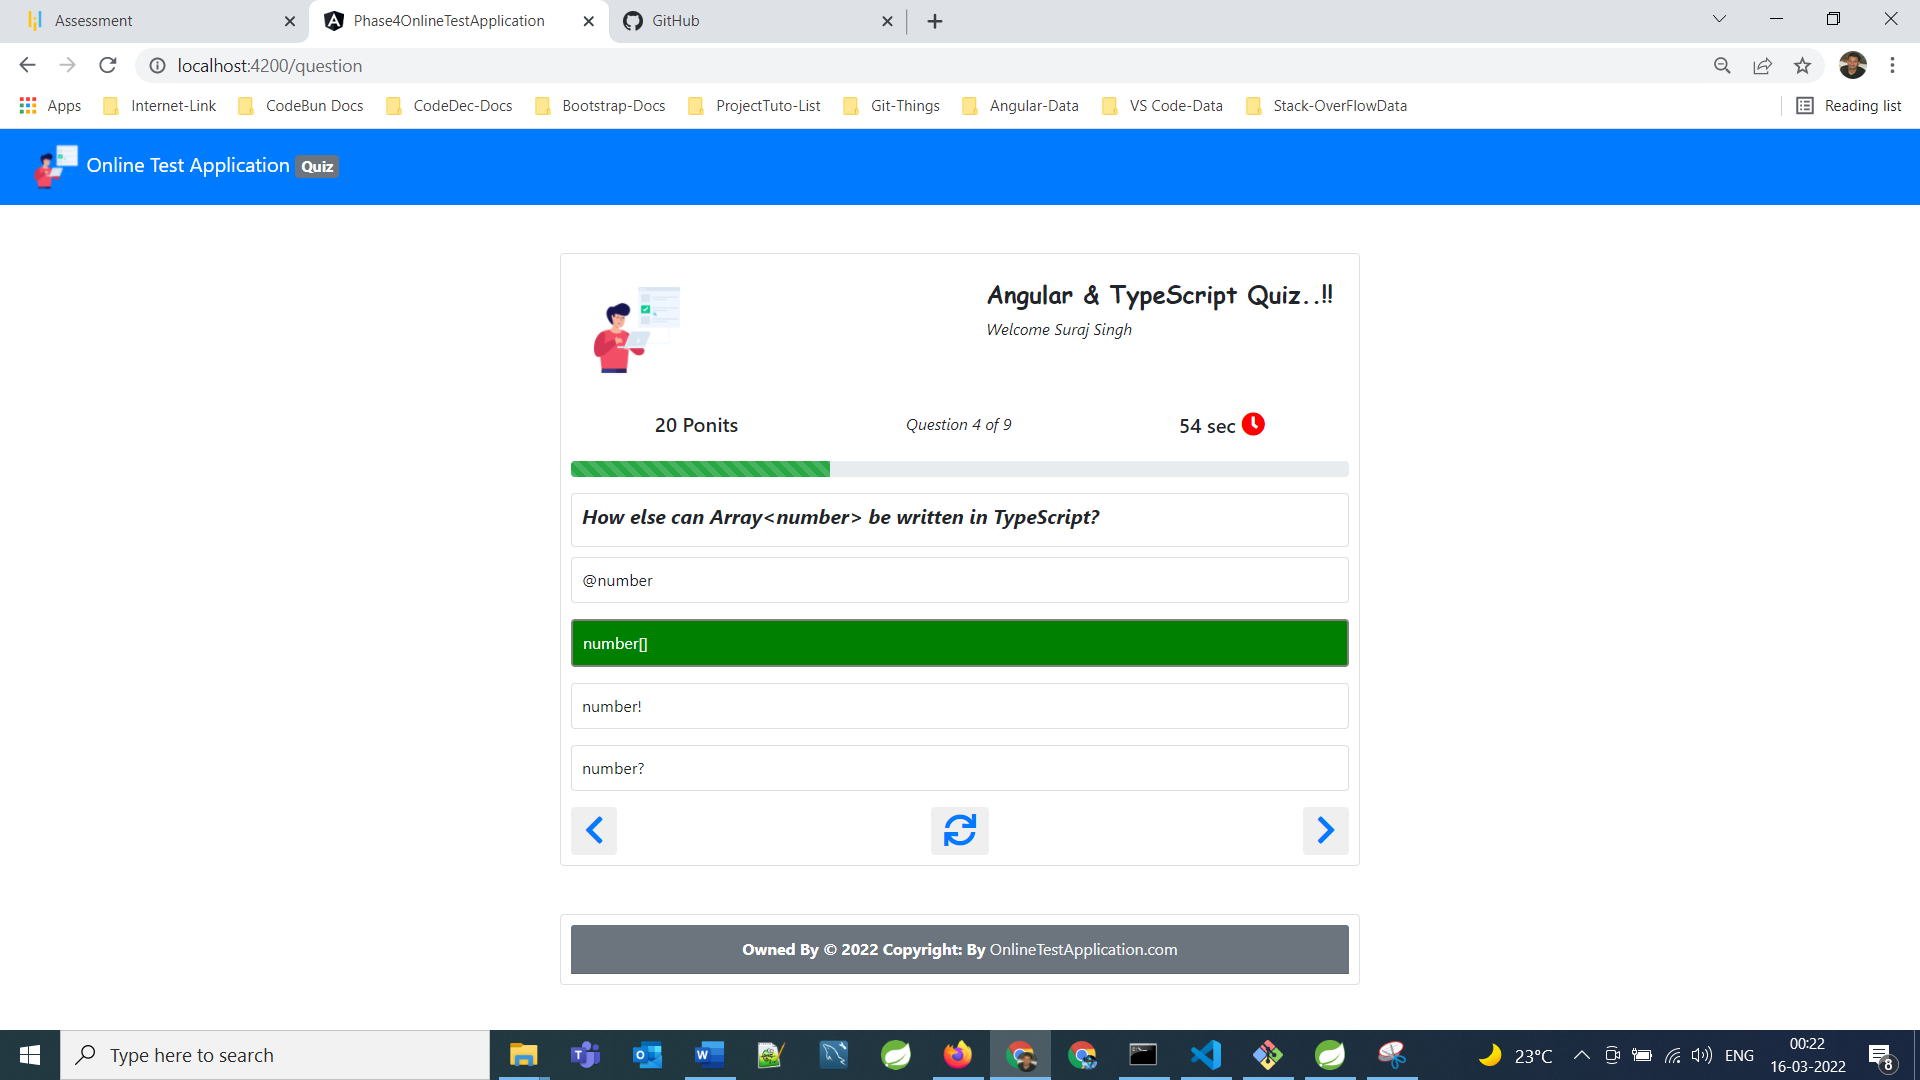 Assessment
Phase4OnlineTestApplication
GitHub
localhost:4200/question
Apps
Internet-Link
CodeBun Docs
CodeDec-Docs
Bootstrap-Docs
ProjectTuto-List
Git-Things
Angular-Data
VS Code-Data
Stack-OverFlowData
Reading list
Online Test Application Quiz
Angular & TypeScript Quiz..!!
Welcome Suraj Singh
20 Ponits
Question 4 of 9
54 sec
How else can Array<number> be written in TypeScript?
@number
number[]
number!
number?
Owned By © 2022 Copyright: By OnlineTestApplication.com
Type here to search
23°C
ENG
00:22
16-03-2022
8